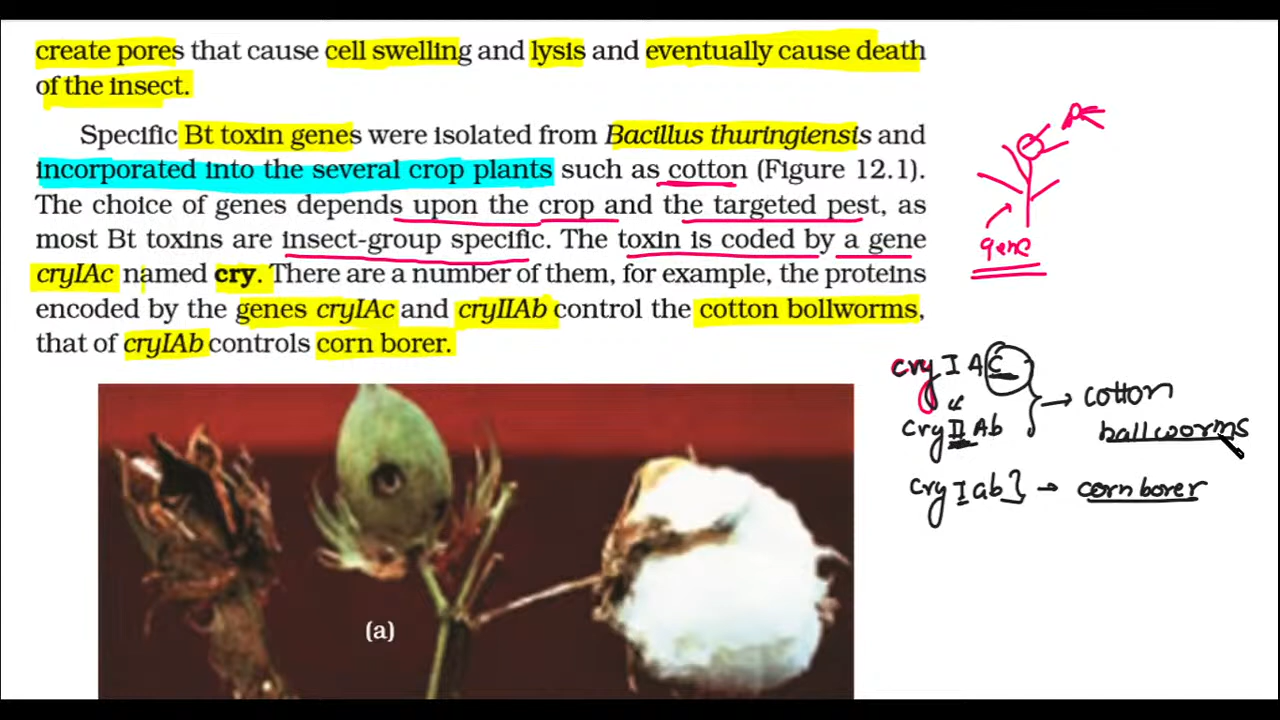 create pores that cause cell swelling and lysis and eventually cause death
of the insect.
Specific Bt toxin genes were isolated from Bacillus thuringiensis and
incorporated into the several crop plants such as cotton (Figure 12.1).
The choice of genes depends upon the crop and the targeted pest, as
most Bt toxins are insect-group specific. The toxin is coded by a gene
cryIAc named cry. There are a number of them, for example, the proteins
encoded by the genes cryIAc and cryIIAb control the cotton bollworms,
that of cryIAb controls corn borer.
(a)
gene
cry I A C
cry II Ab
} → cotton
ballworms
cry I ab } → corn borer